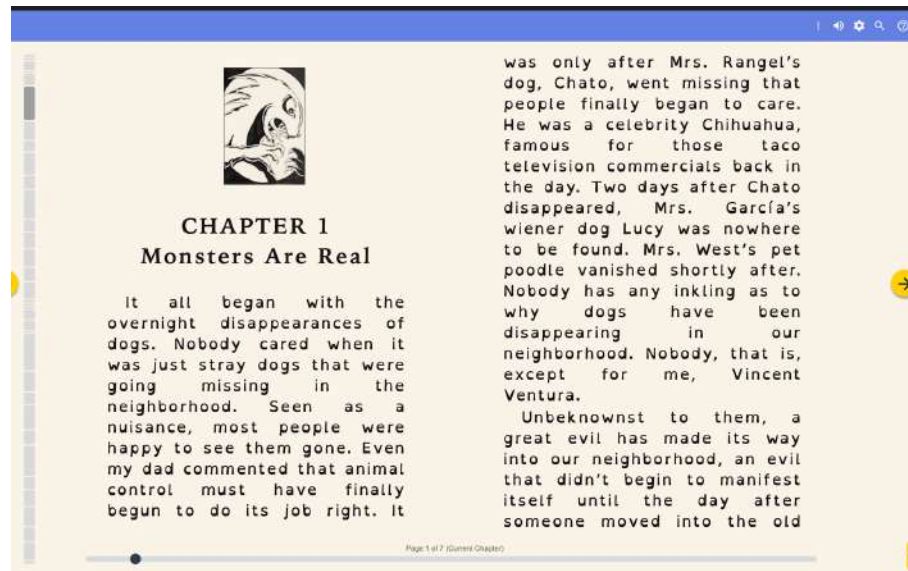 CHAPTER 1
Monsters Are Real
It all began with the
overnight disappearances of
dogs. Nobody cared when it
was just stray dogs that were
going missing in the
neighborhood. Seen as a
nuisance, most people were
happy to see them gone. Even
my dad commented that animal
control must have finally
begun to do its job right. It
was only after Mrs. Rangel's
dog, Chato, went missing that
people finally began to care.
He was a celebrity Chihuahua,
famous for those taco
television commercials back in
the day. Two days after Chato
disappeared, Mrs. García's
wiener dog Lucy was nowhere
to be found. Mrs. West's pet
poodle vanished shortly after.
Nobody has any inkling as to
why dogs have been
disappearing in our
neighborhood. Nobody, that is,
except for me, Vincent
Ventura.
Unbeknownst to them, a
great evil has made its way
into our neighborhood, an evil
that didn't begin to manifest
itself until the day after
someone moved into the old
Page 1 of 7 (Current Chapter)